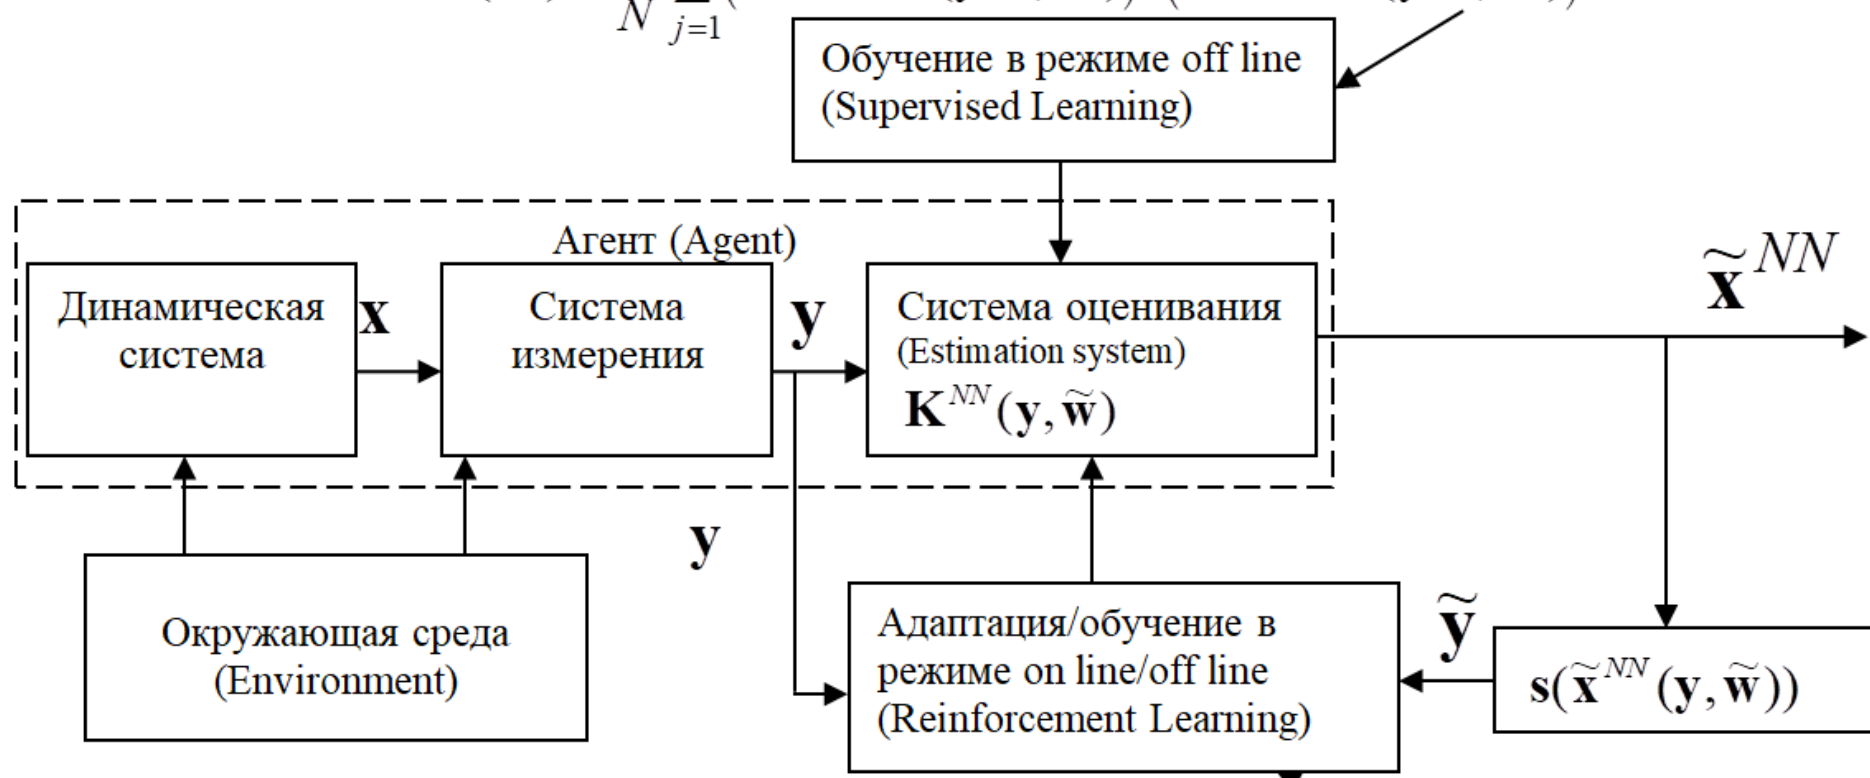 N j=1
Обучение в режиме off line
(Supervised Learning)
Агент (Agent)
Динамическая
система
x
Система
измерения
y
Система оценивания
(Estimation system)
K^{NN}(y, w̃)
x̃^{NN}
Окружающая среда
(Environment)
y
Адаптация/обучение в
режиме on line/off line
(Reinforcement Learning)
ỹ
s(x̃^{NN}(y, w̃))